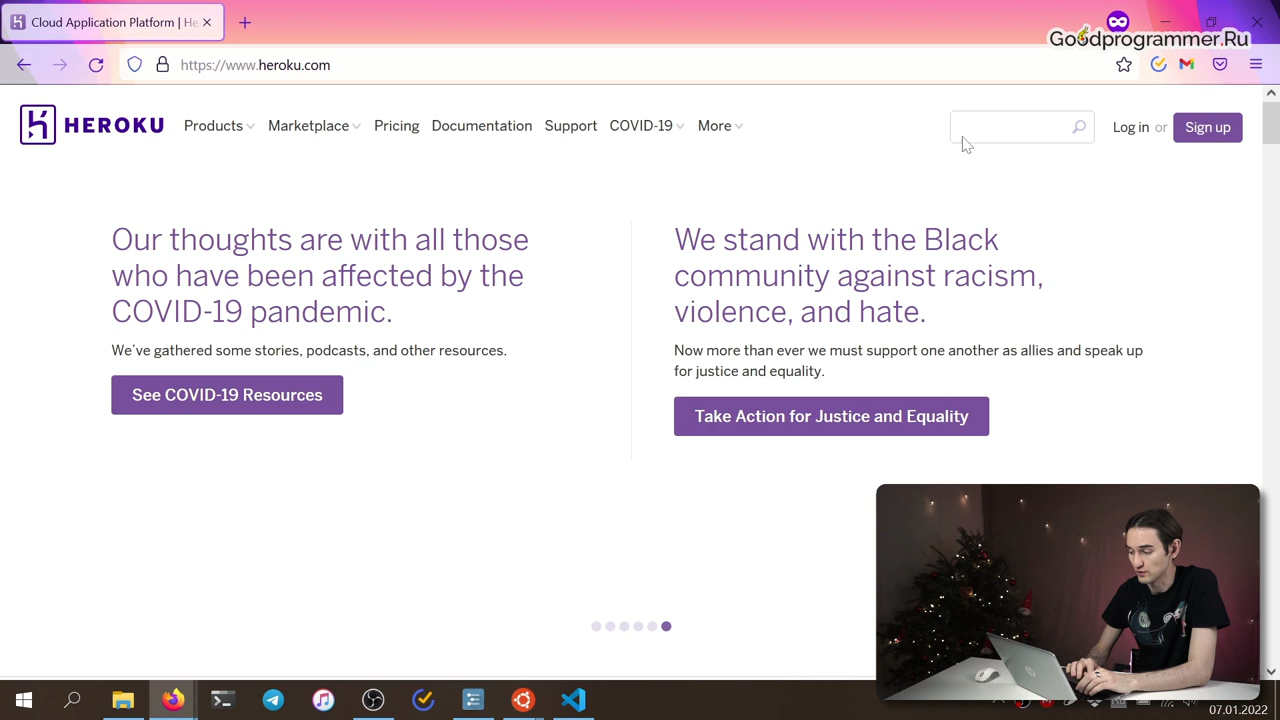 Cloud Application Platform | He
Goodprogrammer.Ru
https://www.heroku.com
HEROKU
Products
Marketplace
Pricing
Documentation
Support
COVID-19
More
Log in or
Sign up
Our thoughts are with all those
who have been affected by the
COVID-19 pandemic.
We've gathered some stories, podcasts, and other resources.
See COVID-19 Resources
We stand with the Black
community against racism,
violence, and hate.
Now more than ever we must support one another as allies and speak up
for justice and equality.
Take Action for Justice and Equality
07.01.2022